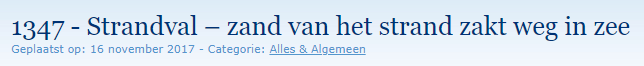 1347 - Strandval – zand van het strand zakt weg in zee
Geplaatst op: 16 november 2017 - Categorie: Alles & Algemeen